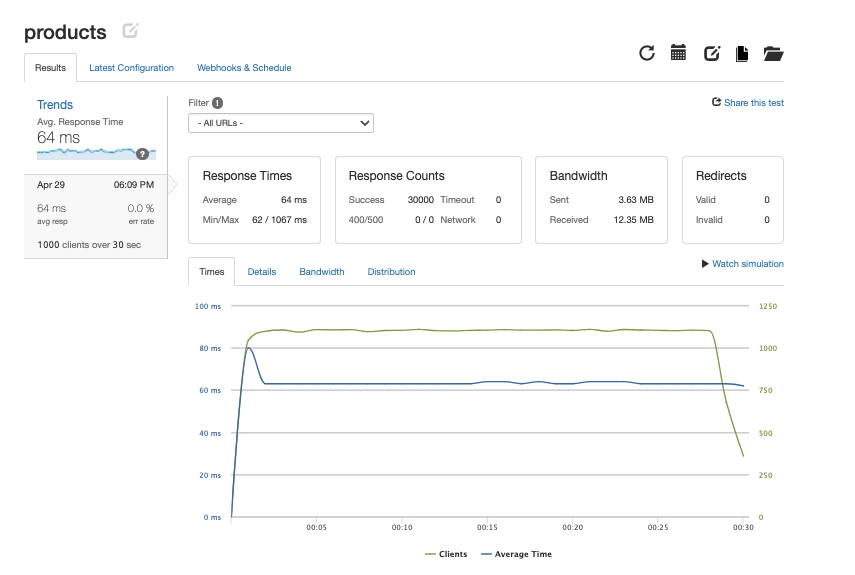 products
Results Latest Configuration Webhooks & Schedule
Trends
Avg. Response Time
64 ms
?
Apr 29 06:09 PM
64 ms 0.0 %
avg resp err rate
1000 clients over 30 sec
Filter
Share this test
- All URLs -
Response Times
Average 64 ms
Min/Max 62 / 1067 ms
Response Counts
Success 30000 Timeout 0
400/500 0 / 0 Network 0
Bandwidth
Sent 3.63 MB
Received 12.35 MB
Redirects
Valid 0
Invalid 0
Watch simulation
Times Details Bandwidth Distribution
100 ms 1250
80 ms 1000
60 ms 750
40 ms 500
20 ms 250
0 ms 0
00:05 00:10 00:15 00:20 00:25 00:30
Clients Average Time